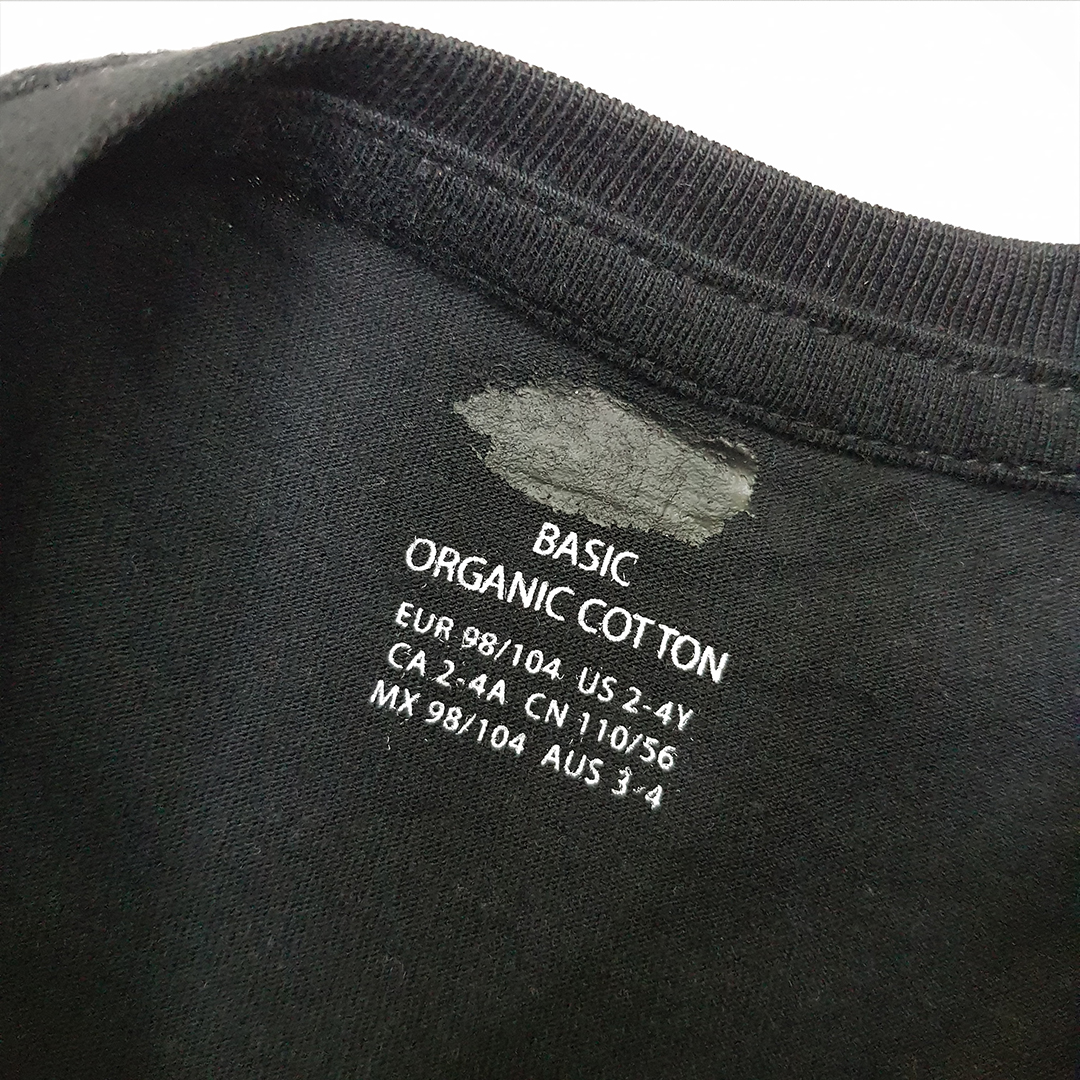 BASIC
ORGANIC COTTON
EUR 98/104 US 2-4Y
CA 2-4A CN 110/56
MX 98/104 AUS 3-4